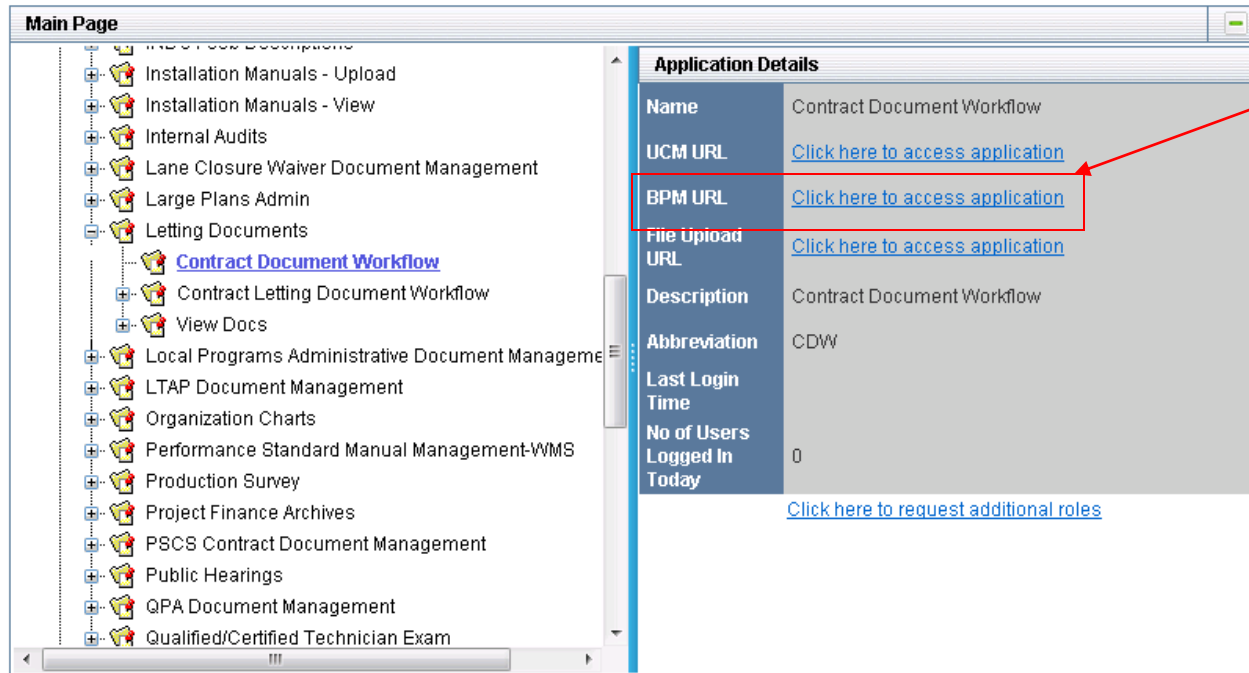 Main Page
Installation Manuals - Upload
Installation Manuals - View
Internal Audits
Lane Closure Waiver Document Management
Large Plans Admin
Letting Documents
Contract Document Workflow
Contract Letting Document Workflow
View Docs
Local Programs Administrative Document Manageme
LTAP Document Management
Organization Charts
Performance Standard Manual Management-WMS
Production Survey
Project Finance Archives
PSCS Contract Document Management
Public Hearings
QPA Document Management
Qualified/Certified Technician Exam
Application Details
Name Contract Document Workflow
UCM URL Click here to access application
BPM URL Click here to access application
File Upload
URL Click here to access application
Description Contract Document Workflow
Abbreviation CDW
Last Login
Time
No of Users
Logged In 0
Today
Click here to request additional roles